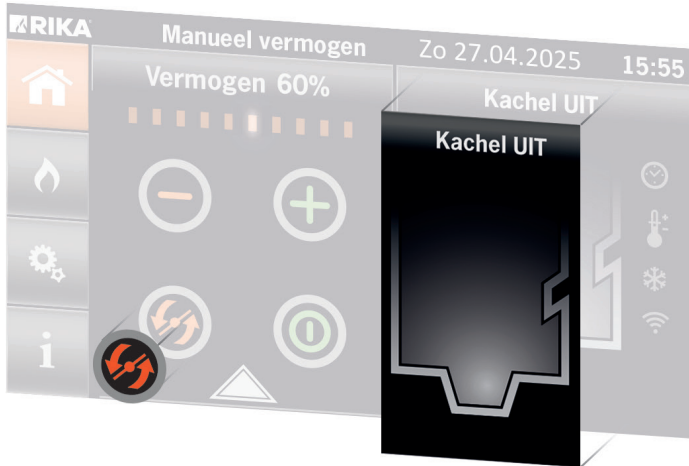 RIKA
Manueel vermogen
Zo 27.04.2025
15:55
Vermogen 60%
Kachel UIT
Kachel UIT
i